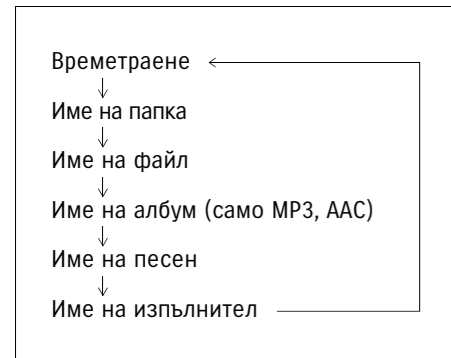 Времетраене
Име на папка
Име на файл
Име на албум (само MP3, AAC)
Име на песен
Име на изпълнител